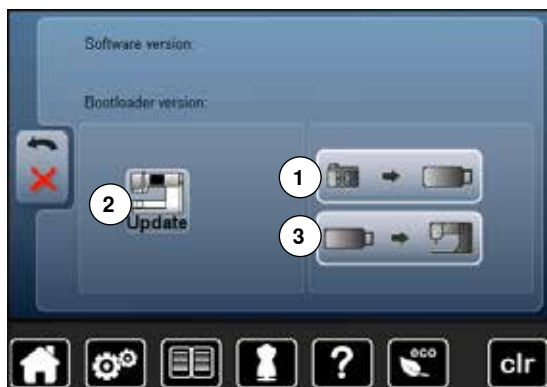 Software version:
Bootloader version:
1
2
Update
3
?
eco
clr